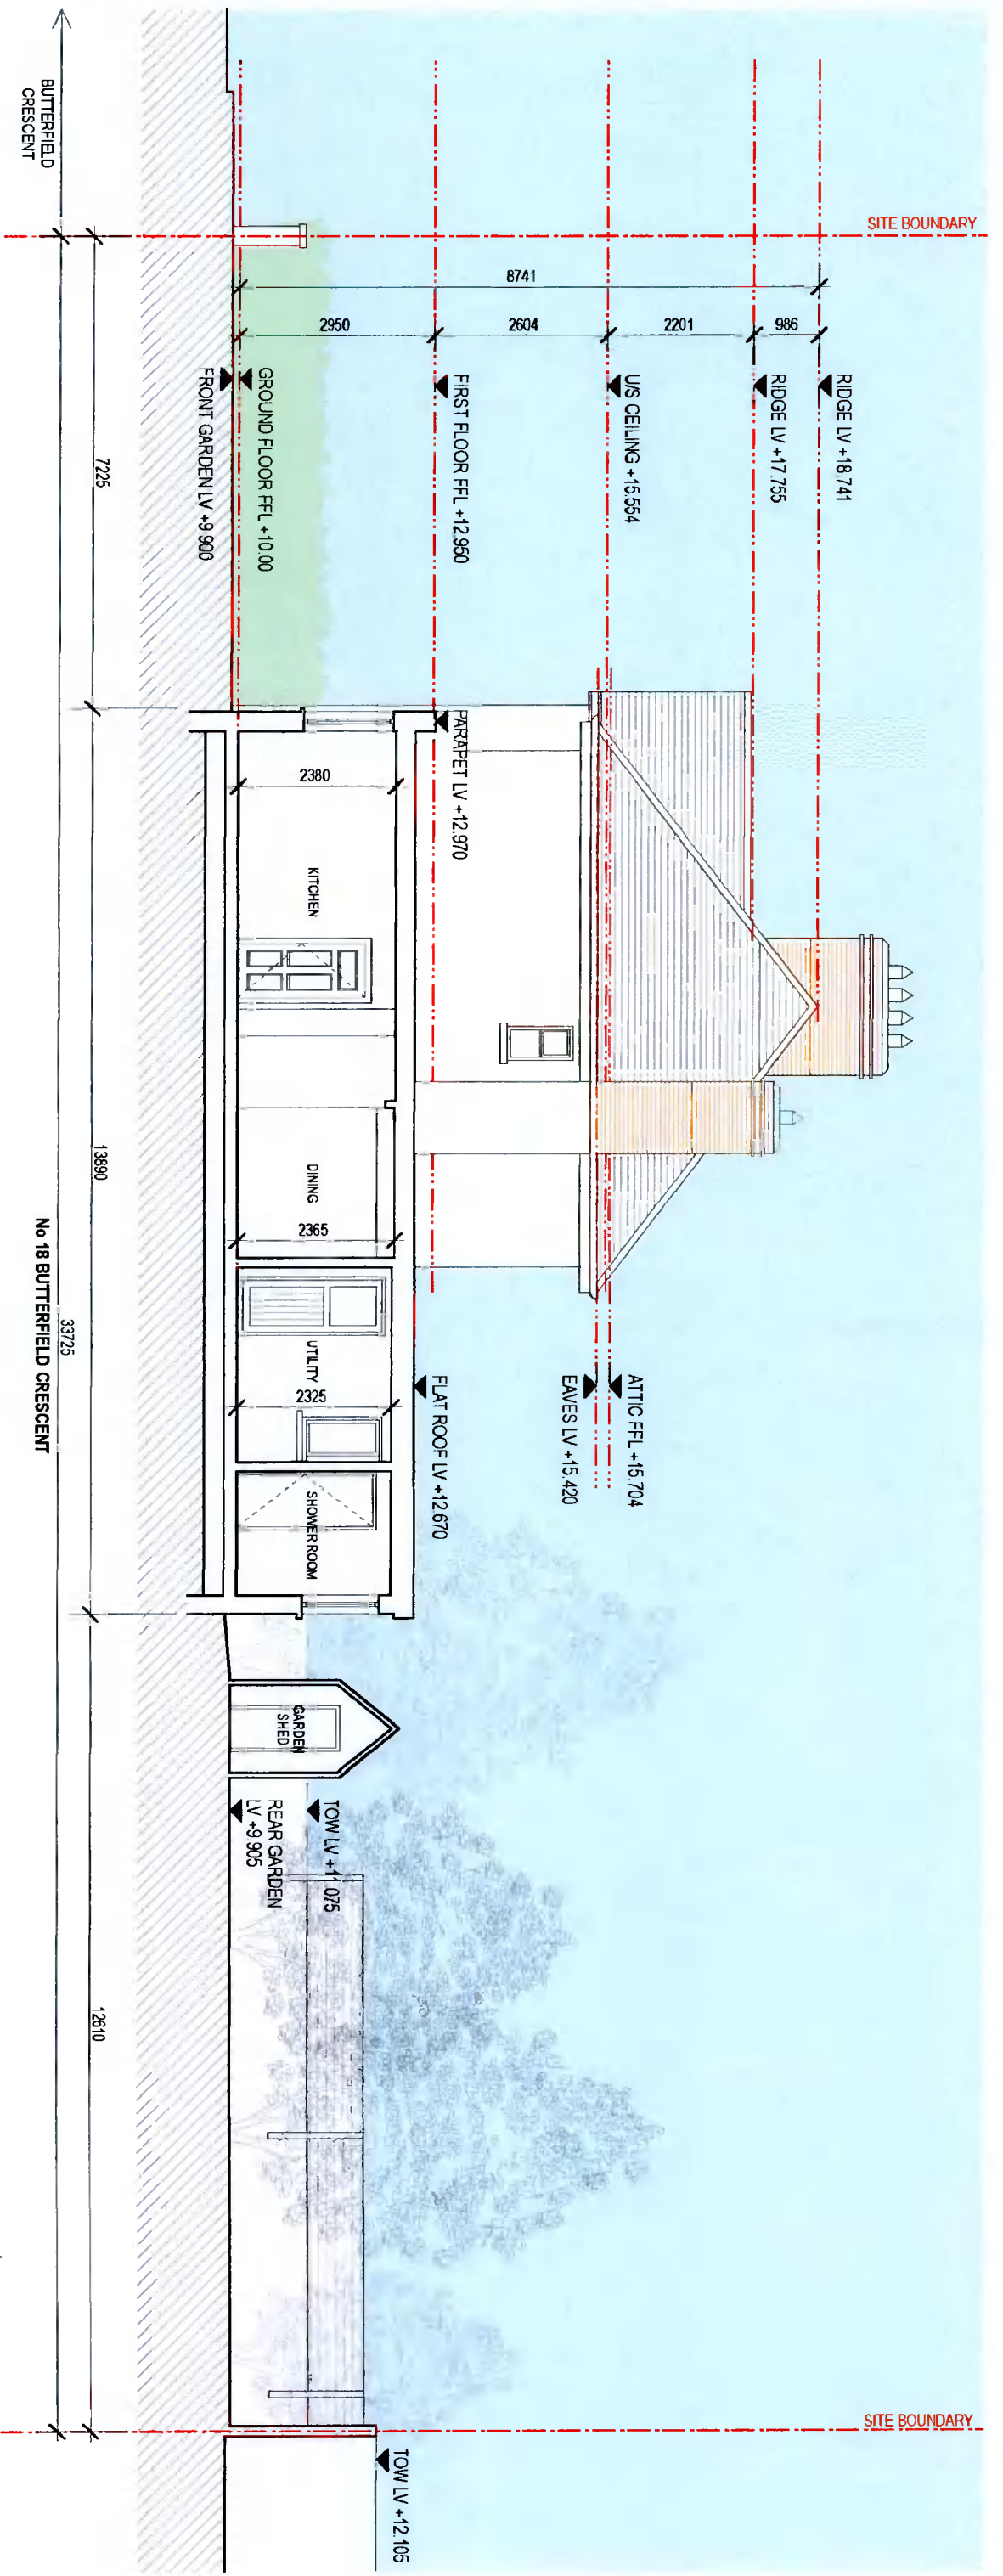 SITE BOUNDARY
SITE BOUNDARY
RIDGE LV +18.741
RIDGE LV +17.755
U/S CEILING +15.554
FIRST FLOOR FFL +12.950
GROUND FLOOR FFL +10.00
FRONT GARDEN LV +9.900
8741
986
2201
2604
2950
PARAPET LV +12.970
ATTIC FFL +15.704
EAVES LV +15.420
FLAT ROOF LV +12.670
2380
KITCHEN
DINING
2365
UTILITY
2325
SHOWER ROOM
GARDEN
SHED
TOW LV +11.075
REAR GARDEN
LV +9.905
TOW LV +12.105
7225
13890
12610
33725
BUTTERFIELD
CRESCENT
No 18 BUTTERFIELD CRESCENT